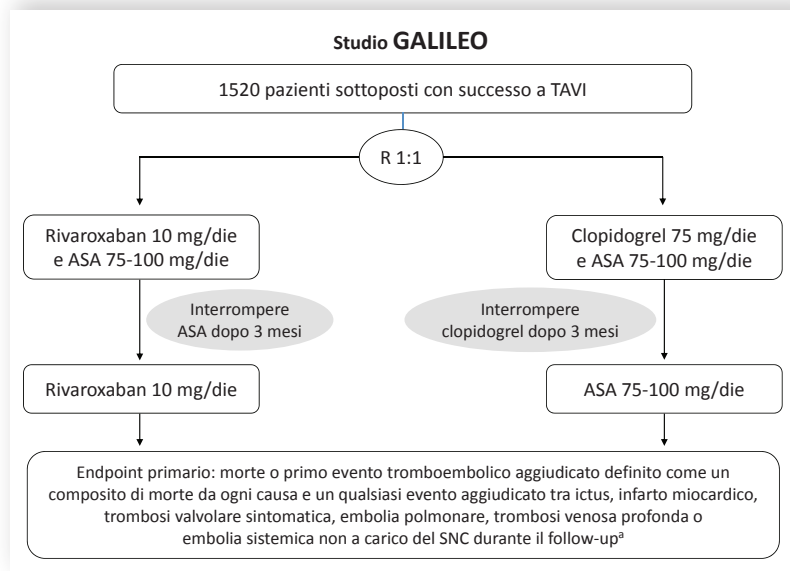 Studio GALILEO
1520 pazienti sottoposti con successo a TAVI
R 1:1
Rivaroxaban 10 mg/die
e ASA 75-100 mg/die
Clopidogrel 75 mg/die
e ASA 75-100 mg/die
Interrompere
ASA dopo 3 mesi
Interrompere
clopidogrel dopo 3 mesi
Rivaroxaban 10 mg/die
ASA 75-100 mg/die
Endpoint primario: morte o primo evento tromboembolico aggiudicato definito come un
composito di morte da ogni causa e un qualsiasi evento aggiudicato tra ictus, infarto miocardico,
trombosi valvolare sintomatica, embolia polmonare, trombosi venosa profonda o
embolia sistemica non a carico del SNC durante il follow-upª